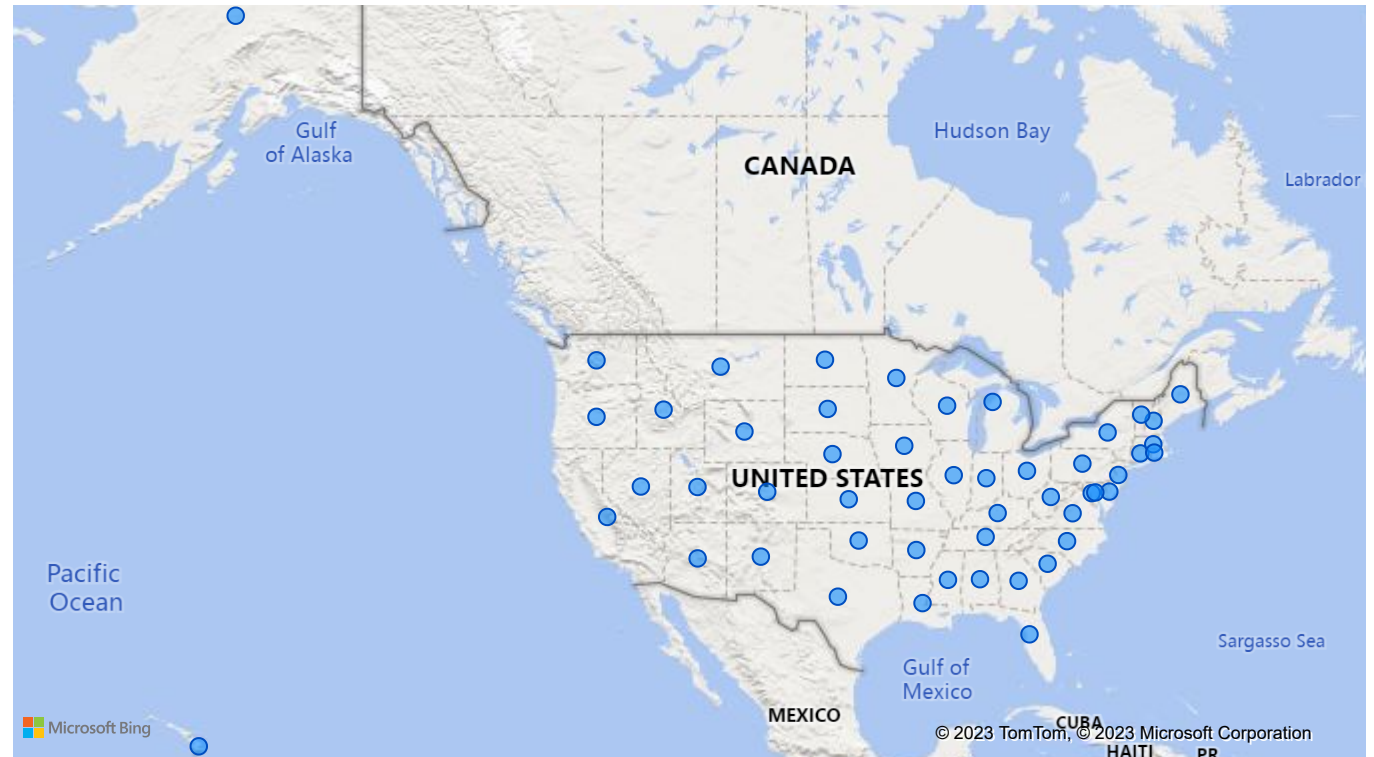 Gulf
of Alaska
Hudson Bay
CANADA
Labrador
UNITED STATES
Pacific
Ocean
Sargasso Sea
Gulf of
Mexico
MEXICO
CUBA
Microsoft Bing
© 2023 TomTom, © 2023 Microsoft Corporation
HAITI
PR